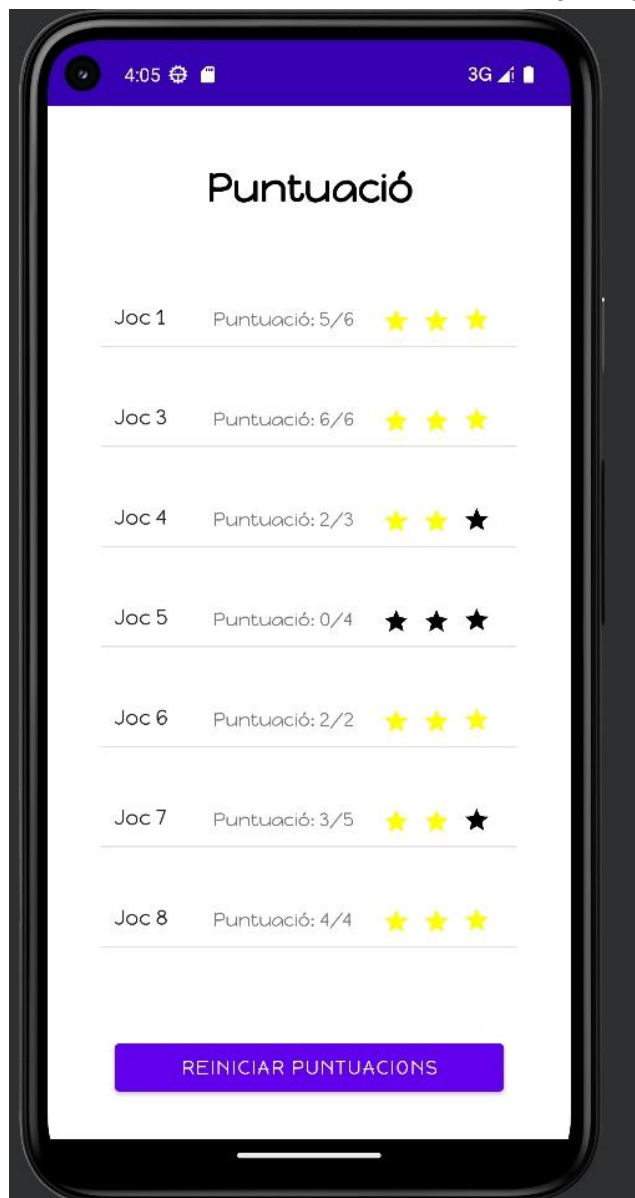 4:05 3G
Puntuació
Joc 1 Puntuació: 5/6
Joc 3 Puntuació: 6/6
Joc 4 Puntuació: 2/3
Joc 5 Puntuació: 0/4
Joc 6 Puntuació: 2/2
Joc 7 Puntuació: 3/5
Joc 8 Puntuació: 4/4
REINICIAR PUNTUACIONS